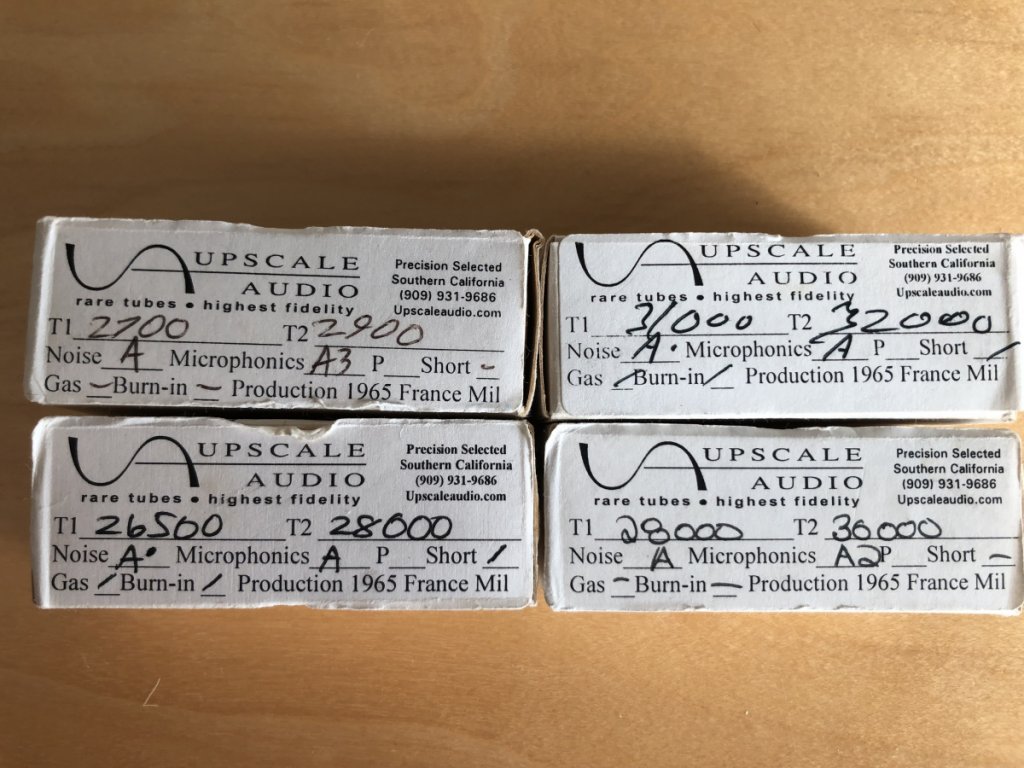 UPSCALE
AUDIO
rare tubes • highest fidelity
Precision Selected
Southern California
(909) 931-9686
Upscaleaudio.com
T1 2700 T2 2900
Noise A Microphonics A3 P__ Short -
Gas - Burn-in - Production 1965 France Mil
UPSCALE
AUDIO
rare tubes • highest fidelity
Precision Selected
Southern California
(909) 931-9686
Upscaleaudio.com
T1 31000 T2 32000
Noise A• Microphonics A P__ Short /
Gas / Burn-in / Production 1965 France Mil
UPSCALE
AUDIO
rare tubes • highest fidelity
Precision Selected
Southern California
(909) 931-9686
Upscaleaudio.com
T1 26500 T2 28000
Noise A• Microphonics A P__ Short /
Gas / Burn-in / Production 1965 France Mil
UPSCALE
AUDIO
rare tubes • highest fidelity
Precision Selected
Southern California
(909) 931-9686
Upscaleaudio.com
T1 28000 T2 30000
Noise A Microphonics A2 P__ Short -
Gas - Burn-in - Production 1965 France Mil